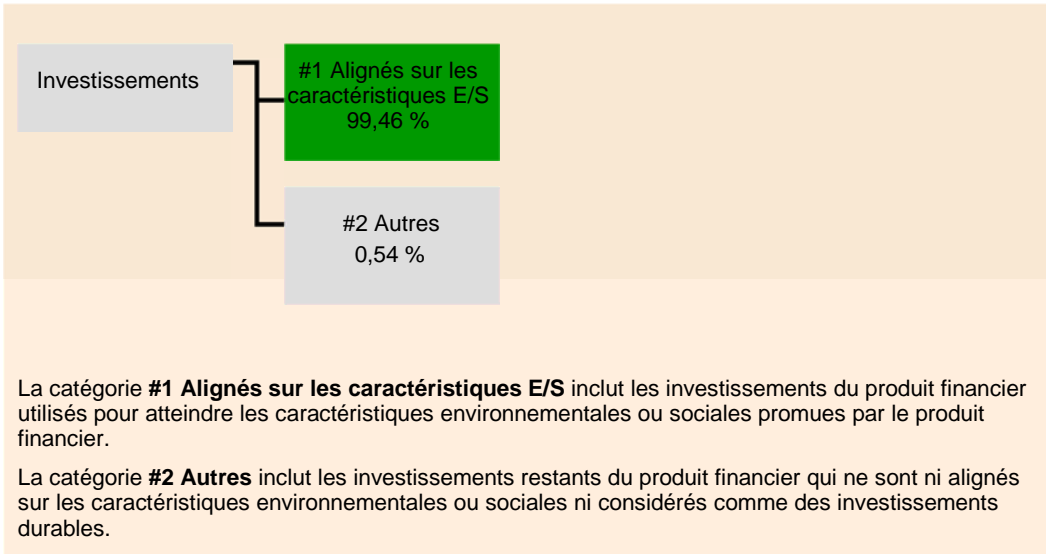 Investissements
#1 Alignés sur les
caractéristiques E/S
99,46 %
#2 Autres
0,54 %
La catégorie #1 Alignés sur les caractéristiques E/S inclut les investissements du produit financier
utilisés pour atteindre les caractéristiques environnementales ou sociales promues par le produit
financier.
La catégorie #2 Autres inclut les investissements restants du produit financier qui ne sont ni alignés
sur les caractéristiques environnementales ou sociales ni considérés comme des investissements
durables.